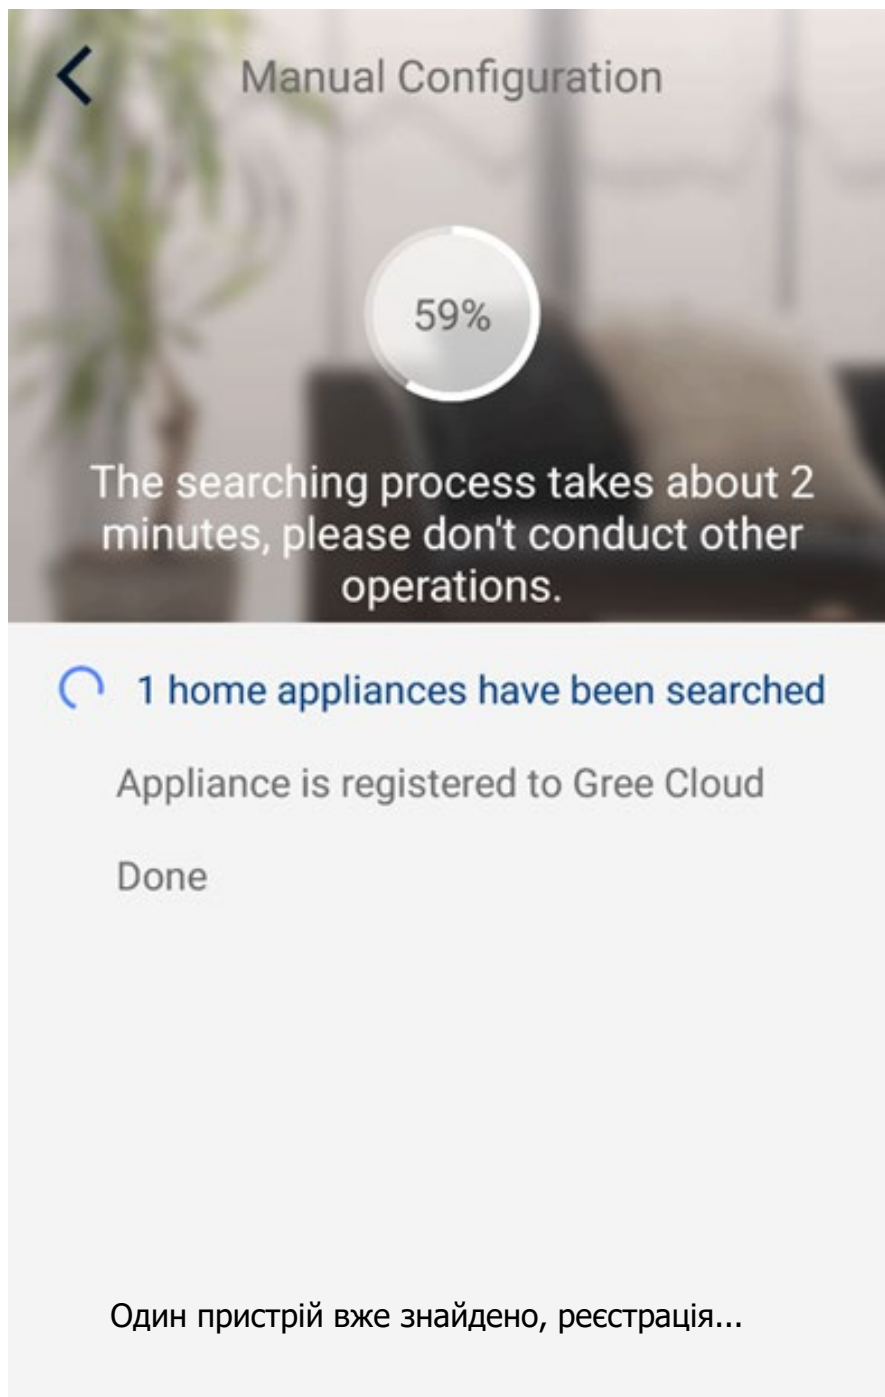 Manual Configuration
59%
The searching process takes about 2
minutes, please don't conduct other
operations.
1 home appliances have been searched
Appliance is registered to Gree Cloud
Done
Один пристрій вже знайдено, реєстрація...